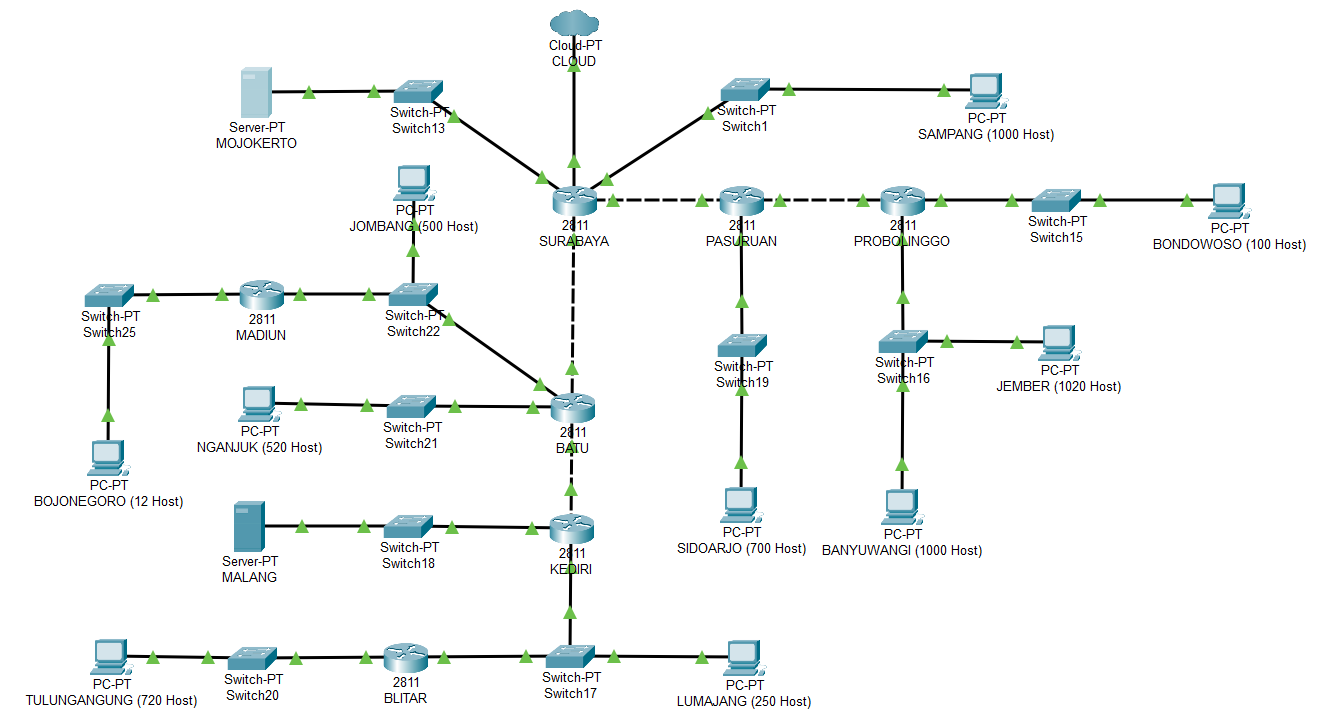 Cloud-PT
CLOUD
Server-PT
MOJOKERTO
Switch-PT
Switch13
Switch-PT
Switch1
PC-PT
SAMPANG (1000 Host)
PC-PT
JOMBANG (500 Host)
2811
SURABAYA
2811
PASURUAN
2811
PROBOLINGGO
Switch-PT
Switch15
PC-PT
BONDOWOSO (100 Host)
Switch-PT
Switch25
2811
MADIUN
Switch-PT
Switch22
Switch-PT
Switch19
Switch-PT
Switch16
PC-PT
JEMBER (1020 Host)
PC-PT
NGANJUK (520 Host)
Switch-PT
Switch21
2811
BATU
PC-PT
BOJONEGORO (12 Host)
Server-PT
MALANG
Switch-PT
Switch18
2811
KEDIRI
PC-PT
SIDOARJO (700 Host)
PC-PT
BANYUWANGI (1000 Host)
PC-PT
TULUNGANGUNG (720 Host)
Switch-PT
Switch20
2811
BLITAR
Switch-PT
Switch17
PC-PT
LUMAJANG (250 Host)